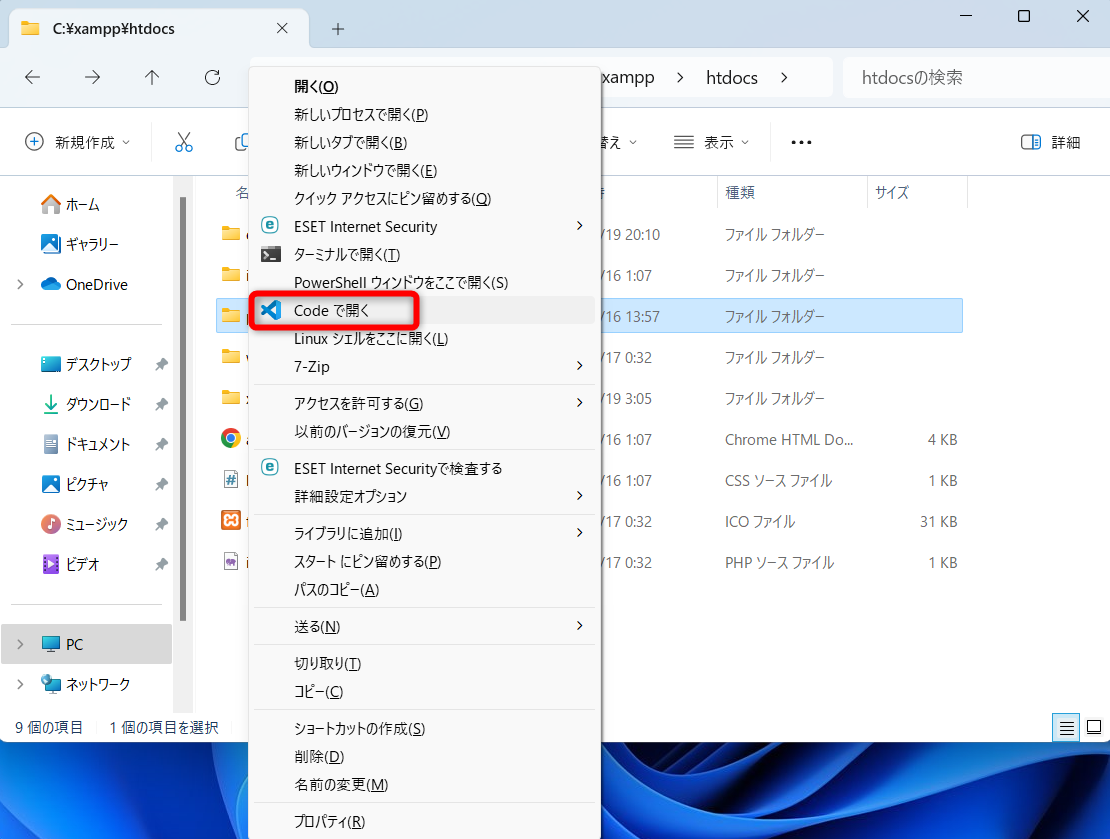 C:¥xampp¥htdocs
xampp > htdocs >
htdocsの検索
新規作成
替え
表示
詳細
ホーム
ギャラリー
OneDrive
デスクトップ
ダウンロード
ドキュメント
ピクチャ
ミュージック
ビデオ
PC
ネットワーク
9 個の項目
1 個の項目を選択
開く(O)
新しいプロセスで開く(P)
新しいタブで開く(B)
新しいウィンドウで開く(E)
クイック アクセスにピン留めする(Q)
ESET Internet Security
ターミナルで開く(T)
PowerShell ウィンドウをここで開く(S)
Code で開く
Linux シェルをここに開く(L)
7-Zip
アクセスを許可する(G)
以前のバージョンの復元(V)
ESET Internet Securityで検査する
詳細設定オプション
ライブラリに追加(I)
スタート にピン留めする(P)
パスのコピー(A)
送る(N)
切り取り(T)
コピー(C)
ショートカットの作成(S)
削除(D)
名前の変更(M)
プロパティ(R)
名
種類
サイズ
/19 20:10 ファイル フォルダー
/16 1:07 ファイル フォルダー
/16 13:57 ファイル フォルダー
/17 0:32 ファイル フォルダー
/19 3:05 ファイル フォルダー
/16 1:07 Chrome HTML Do... 4 KB
/16 1:07 CSS ソース ファイル 1 KB
/17 0:32 ICO ファイル 31 KB
/17 0:32 PHP ソース ファイル 1 KB